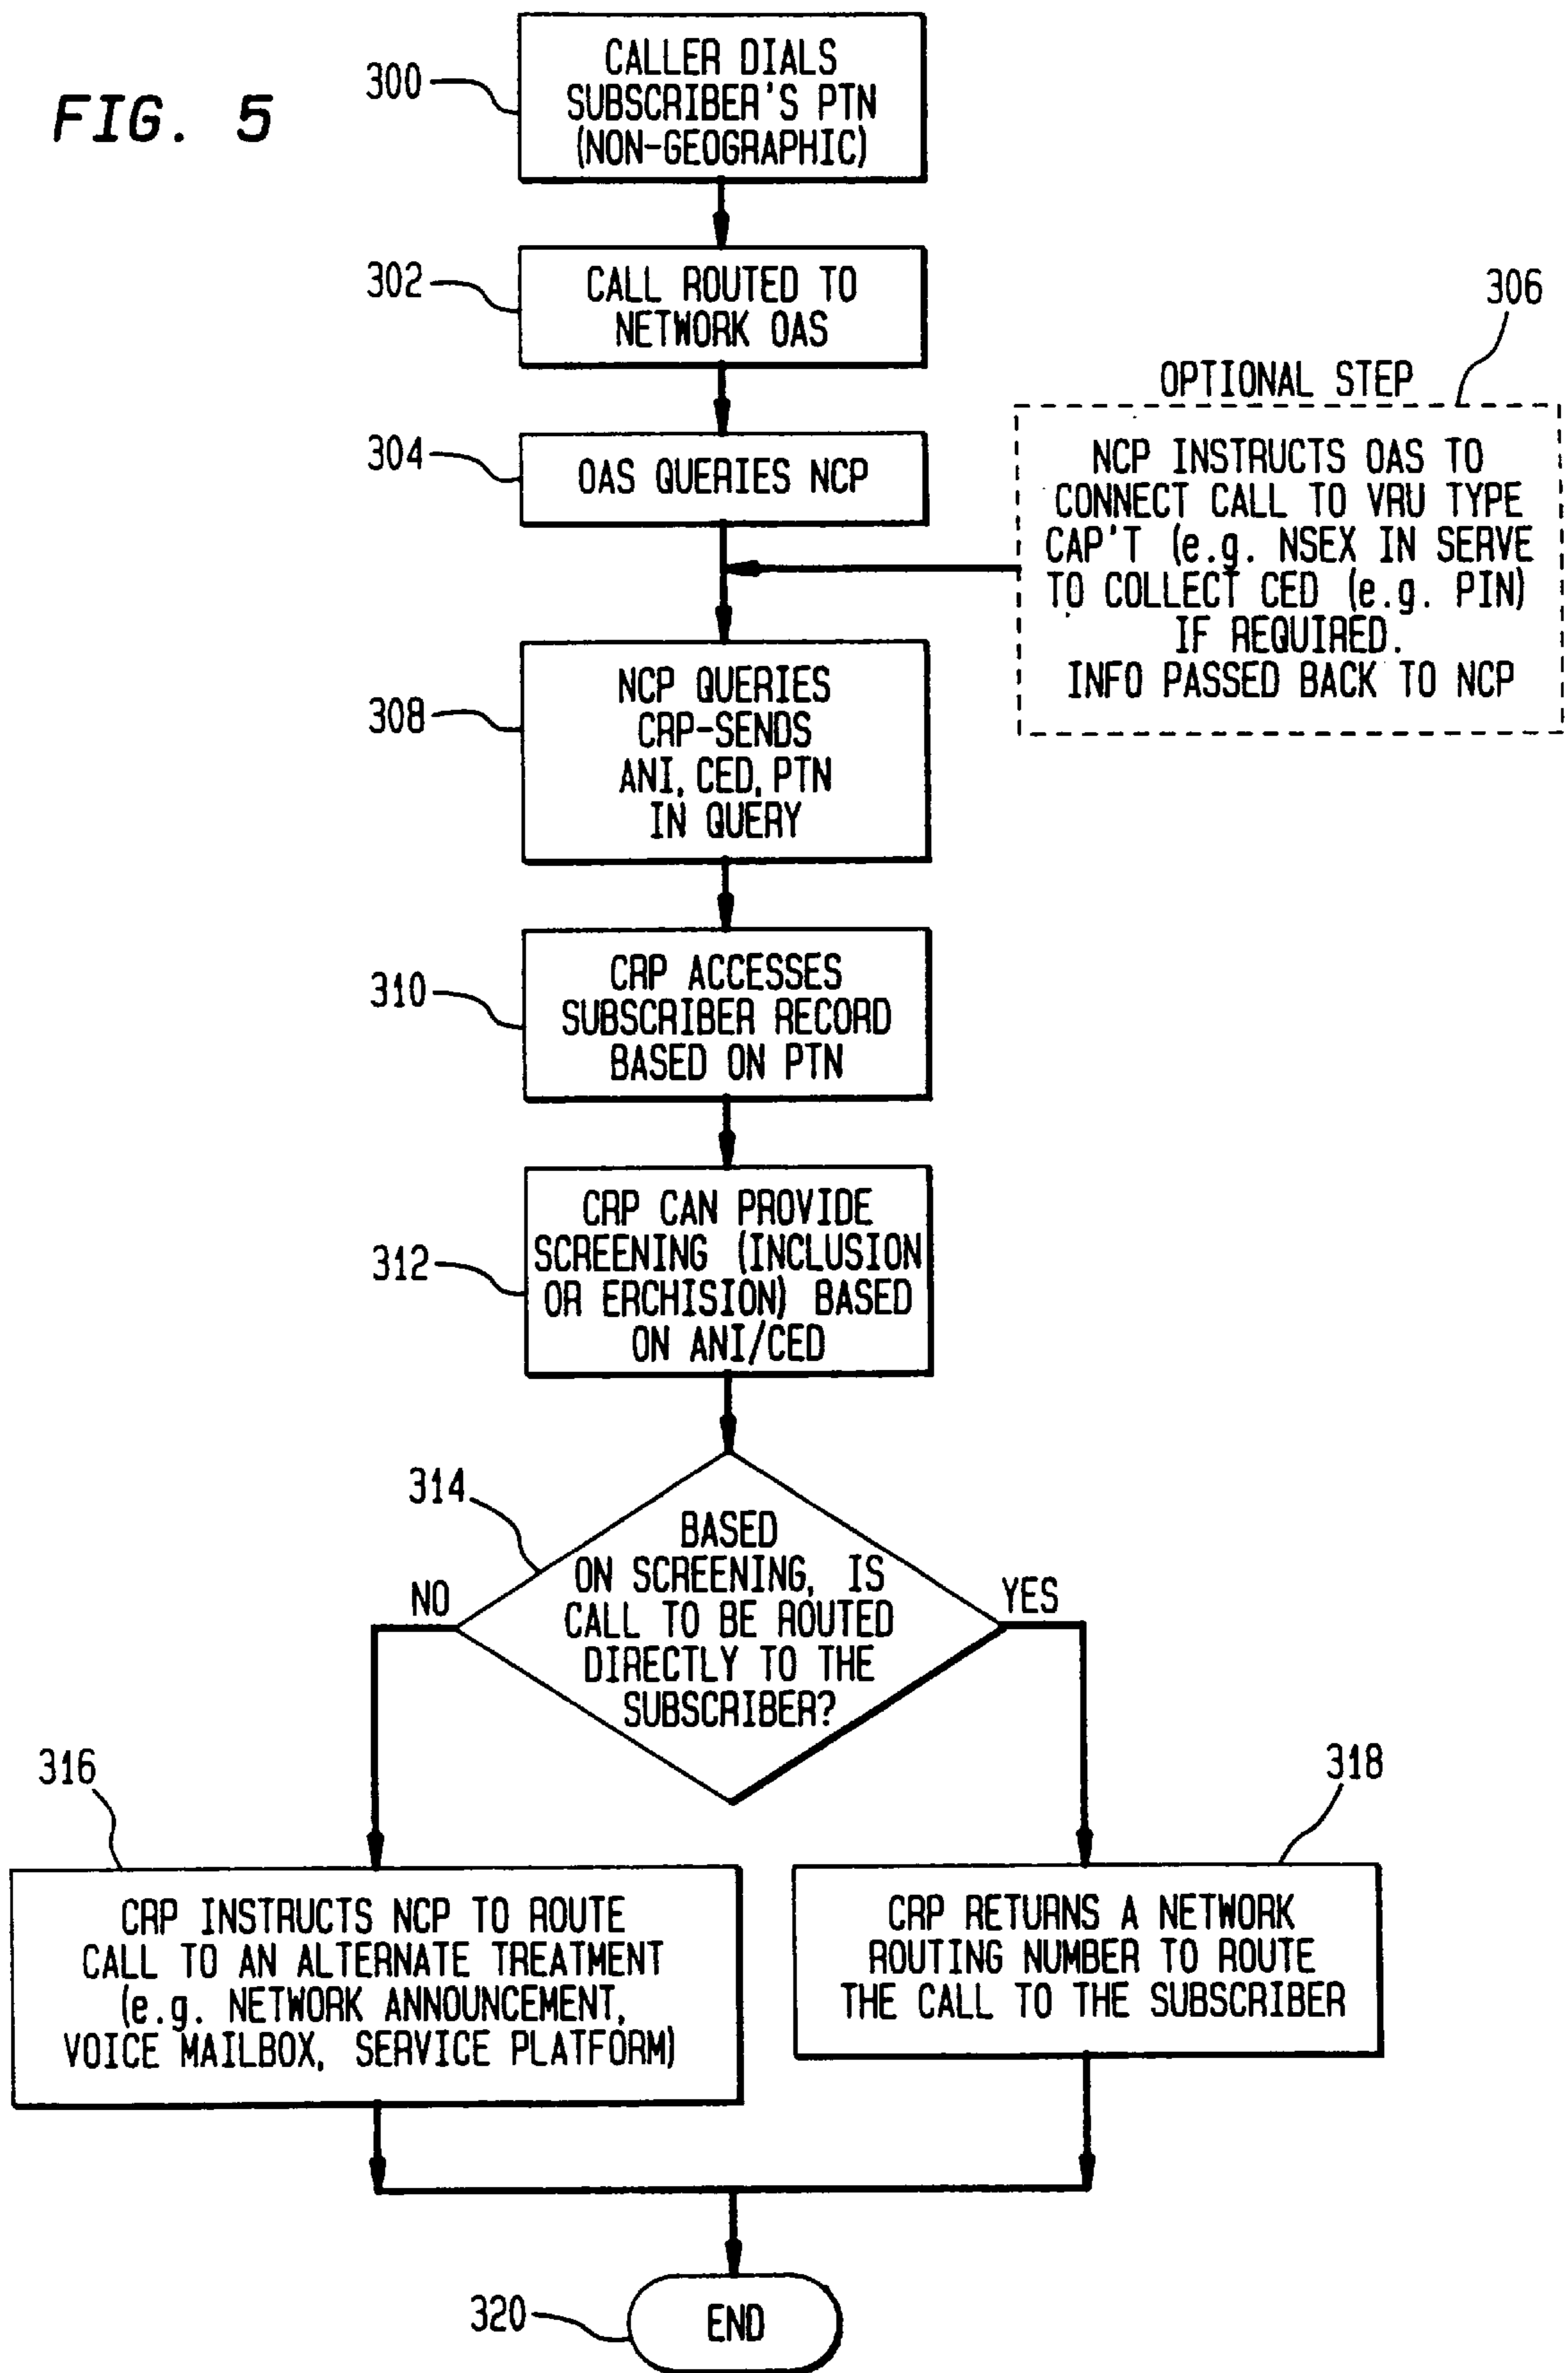 FIG. 5
300
CALLER DIALS
SUBSCRIBER'S PTN
(NON-GEOGRAPHIC)
302
CALL ROUTED TO
NETWORK OAS
304
OAS QUERIES NCP
306
OPTIONAL STEP
NCP INSTRUCTS OAS TO
CONNECT CALL TO VRU TYPE
CAP'T (e.g. NSEX IN SERVE
TO COLLECT CED (e.g. PIN)
IF REQUIRED.
INFO PASSED BACK TO NCP
308
NCP QUERIES
CRP-SENDS
ANI, CED, PTN
IN QUERY
310
CRP ACCESSES
SUBSCRIBER RECORD
BASED ON PTN
312
CRP CAN PROVIDE
SCREENING (INCLUSION
OR ERCHISION) BASED
ON ANI/CED
314
BASED
ON SCREENING, IS
CALL TO BE ROUTED
DIRECTLY TO THE
SUBSCRIBER?
NO
YES
316
CRP INSTRUCTS NCP TO ROUTE
CALL TO AN ALTERNATE TREATMENT
(e.g. NETWORK ANNOUNCEMENT,
VOICE MAILBOX, SERVICE PLATFORM)
318
CRP RETURNS A NETWORK
ROUTING NUMBER TO ROUTE
THE CALL TO THE SUBSCRIBER
320
END